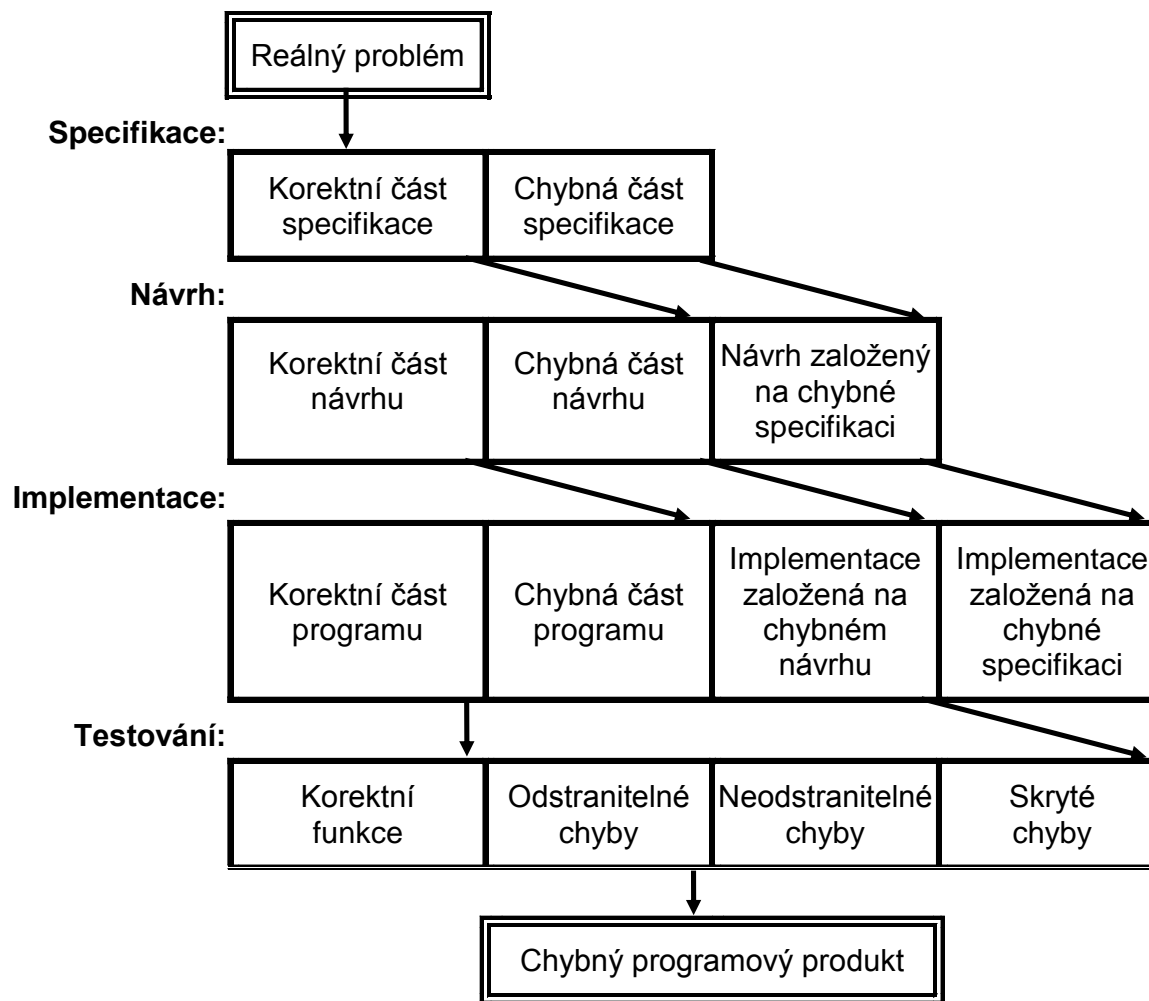 Reálný problém
Specifikace:
Korektní část
specifikace
Chybná část
specifikace
Návrh:
Korektní část
návrhu
Chybná část
návrhu
Návrh založený
na chybné
specifikaci
Implementace:
Korektní část
programu
Chybná část
programu
Implementace
založená na
chybném
návrhu
Implementace
založená na
chybné
specifikaci
Testování:
Korektní
funkce
Odstranitelné
chyby
Neodstranitelné
chyby
Skryté
chyby
Chybný programový produkt